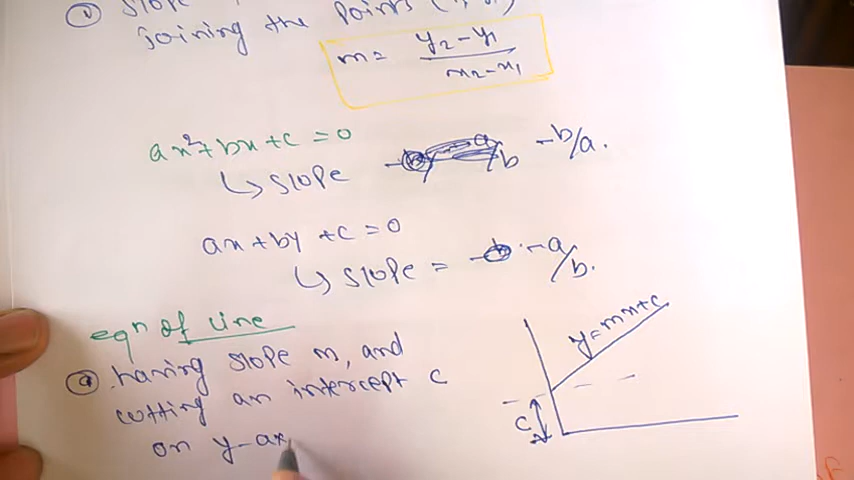 joining the points
m = y₂-y₁/x₂-x₁
ax²+bx+c=0
↳ slope -b/a.
ax+by+c=0
↳ slope = -a/b.
eqⁿ of line
ⓐ having slope m, and
cutting an intercept c
on y-ax
y=mx+c
c